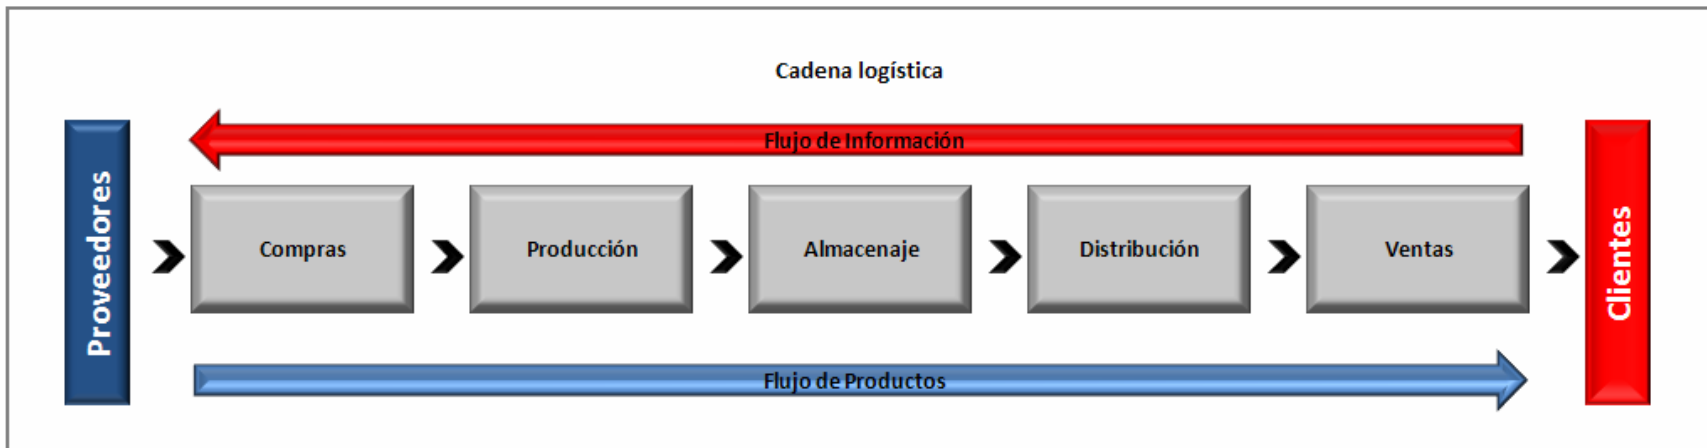 Cadena logística
Flujo de Información
Proveedores
Compras
Producción
Almacenaje
Distribución
Ventas
Clientes
Flujo de Productos